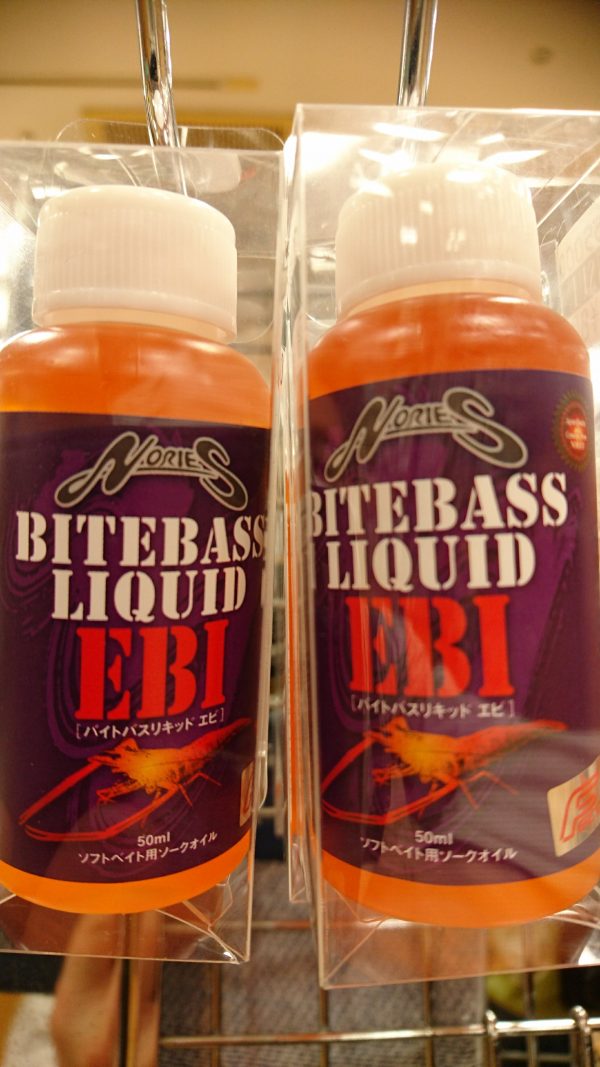 NORIES
BITEBASS
LIQUID
EBI
[バイトバスリキッド エビ]
50ml
ソフトベイト用ソークオイル
NORIES
BITEBASS
LIQUID
EBI
[バイトバスリキッド エビ]
50ml
ソフトベイト用ソークオイル